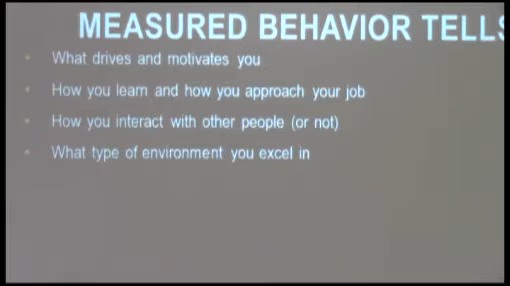 MEASURED BEHAVIOR TELLS
What drives and motivates you
How you learn and how you approach your job
How you interact with other people (or not)
What type of environment you excel in